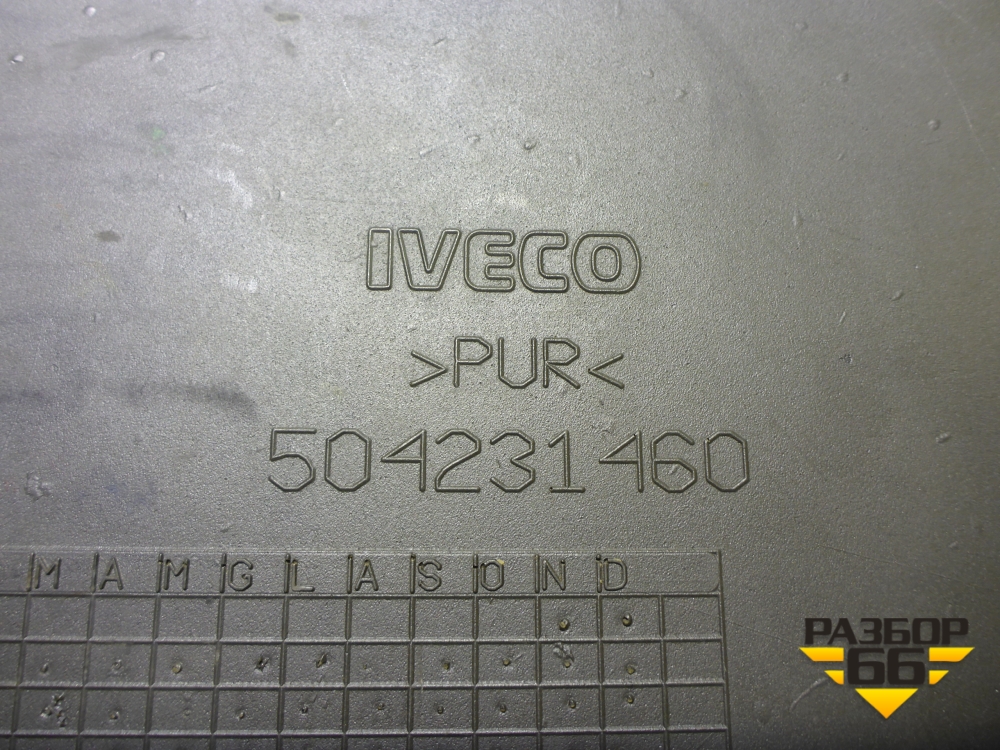 IVECO
>PUR<
504231460
M A M G L A S O N D
РАЗБОР
66